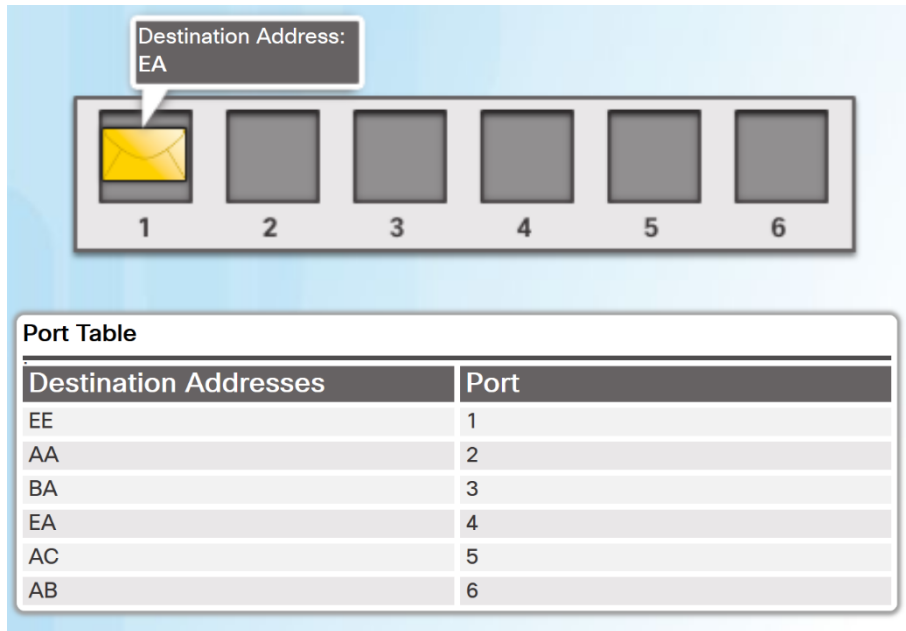 Destination Address:
EA
1 2 3 4 5 6
Port Table
Destination Addresses Port
EE 1
AA 2
BA 3
EA 4
AC 5
AB 6